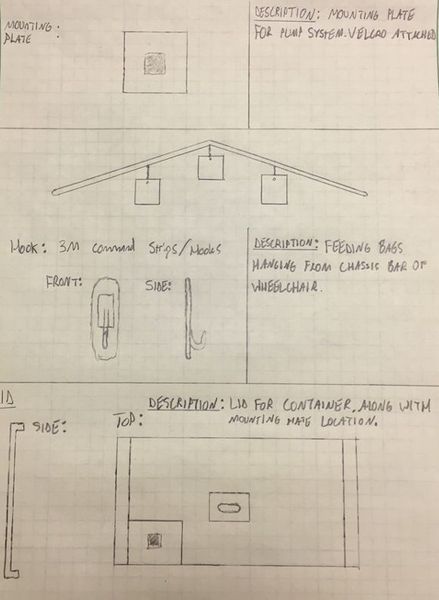 MOUNTING
PLATE :
DESCRIPTION: MOUNTING PLATE
FOR PUMP SYSTEM. VELCRO ATTACHED
HOOK: 3M COMMAND STRIPS/HOOKS
FRONT:
SIDE:
DESCRIPTION: FEEDING BAGS
HANGING FROM CHASSIS BAR OF
WHEELCHAIR.
ID
SIDE:
TOP:
DESCRIPTION: LID FOR CONTAINER, ALONG WITH
MOUNTING PLATE LOCATION.